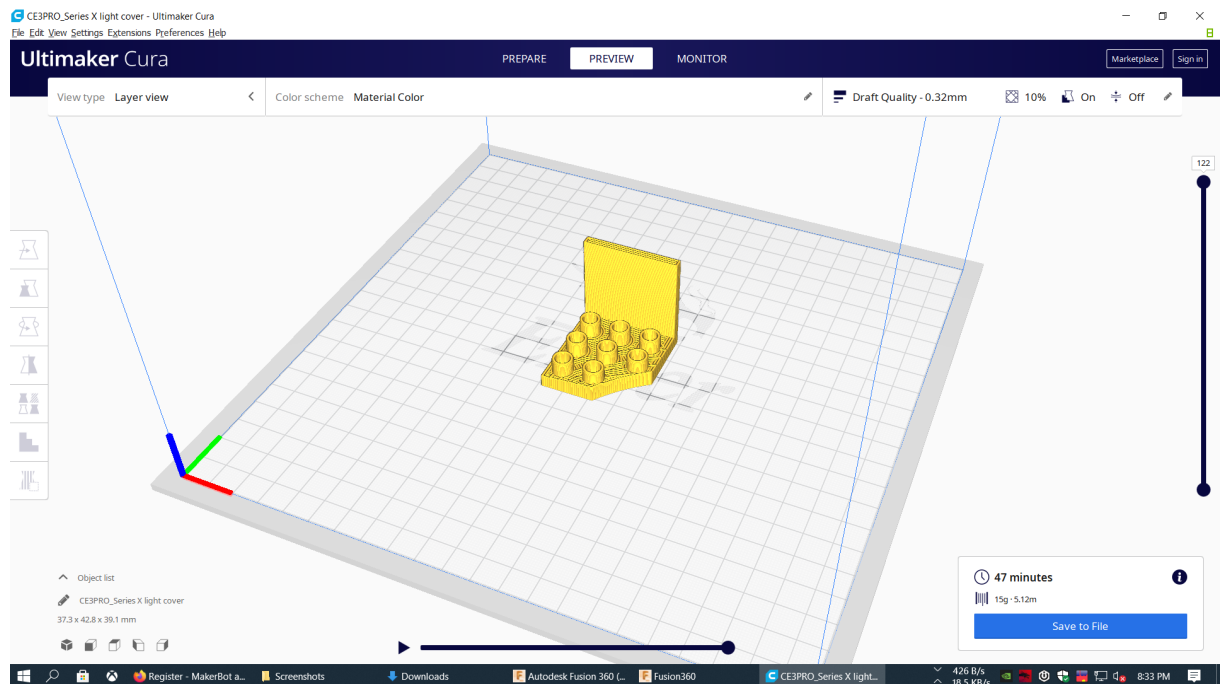 CE3PRO_Series X light cover - Ultimaker Cura
File Edit View Settings Extensions Preferences Help
Ultimaker Cura PREPARE PREVIEW MONITOR Marketplace Sign in
View type Layer view Color scheme Material Color Draft Quality - 0.32mm 10% On Off
122
Object list
CE3PRO_Series X light cover
37.3 x 42.8 x 39.1 mm
47 minutes
15g · 5.12m
Save to File
Register - MakerBot a... Screenshots Downloads Autodesk Fusion 360 (... Fusion360 CE3PRO_Series X light... 426 B/s 8:33 PM
18.5 KB/s